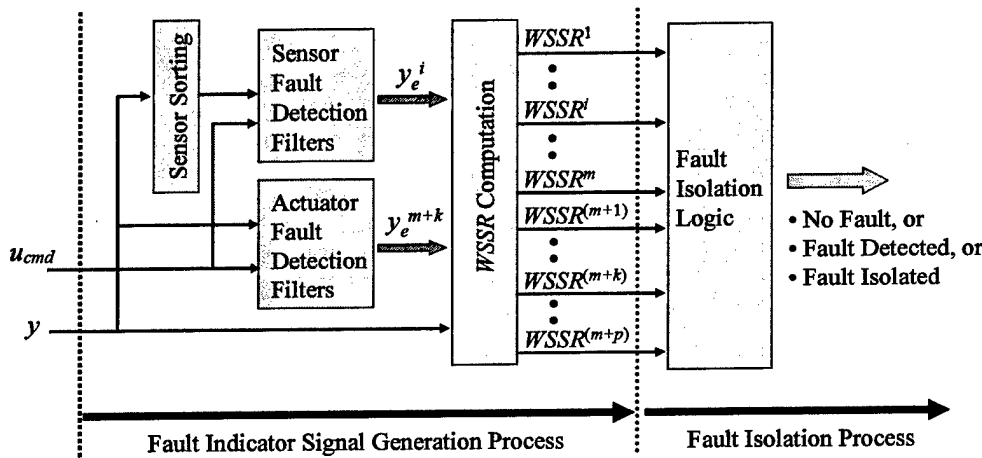 Sensor Sorting
Sensor
Fault
Detection
Filters
y_e^i
Actuator
Fault
Detection
Filters
y_e^{m+k}
u_{cmd}
y
WSSR Computation
WSSR^1
WSSR^i
WSSR^m
WSSR^{(m+1)}
WSSR^{(m+k)}
WSSR^{(m+p)}
Fault
Isolation
Logic
• No Fault, or
• Fault Detected, or
• Fault Isolated
Fault Indicator Signal Generation Process
Fault Isolation Process